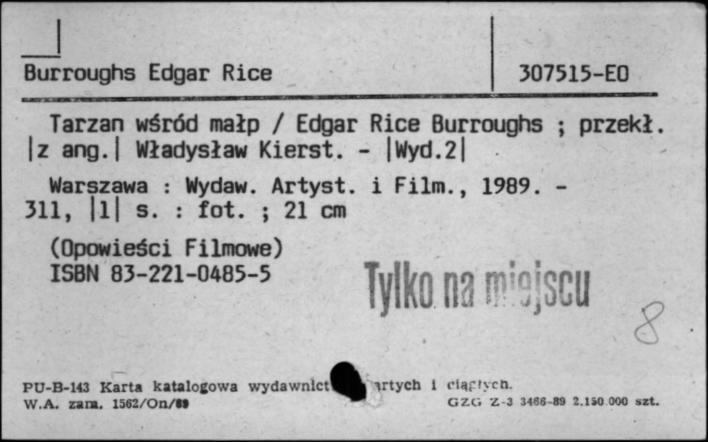 Burroughs Edgar Rice 307515-EO
Tarzan wśród małp / Edgar Rice Burroughs ; przekł.
|z ang.| Władysław Kierst. - |Wyd.2|
Warszawa : Wydaw. Artyst. i Film., 1989. -
311, |1| s. : fot. ; 21 cm
(Opowieści Filmowe)
ISBN 83-221-0485-5
Tylko na miejscu
8
PU-B-143 Karta katalogowa wydawnict i ciągłych.
W.A. zam. 1562/On/89 GZG Z-3 3466-89 2.150.000 szt.